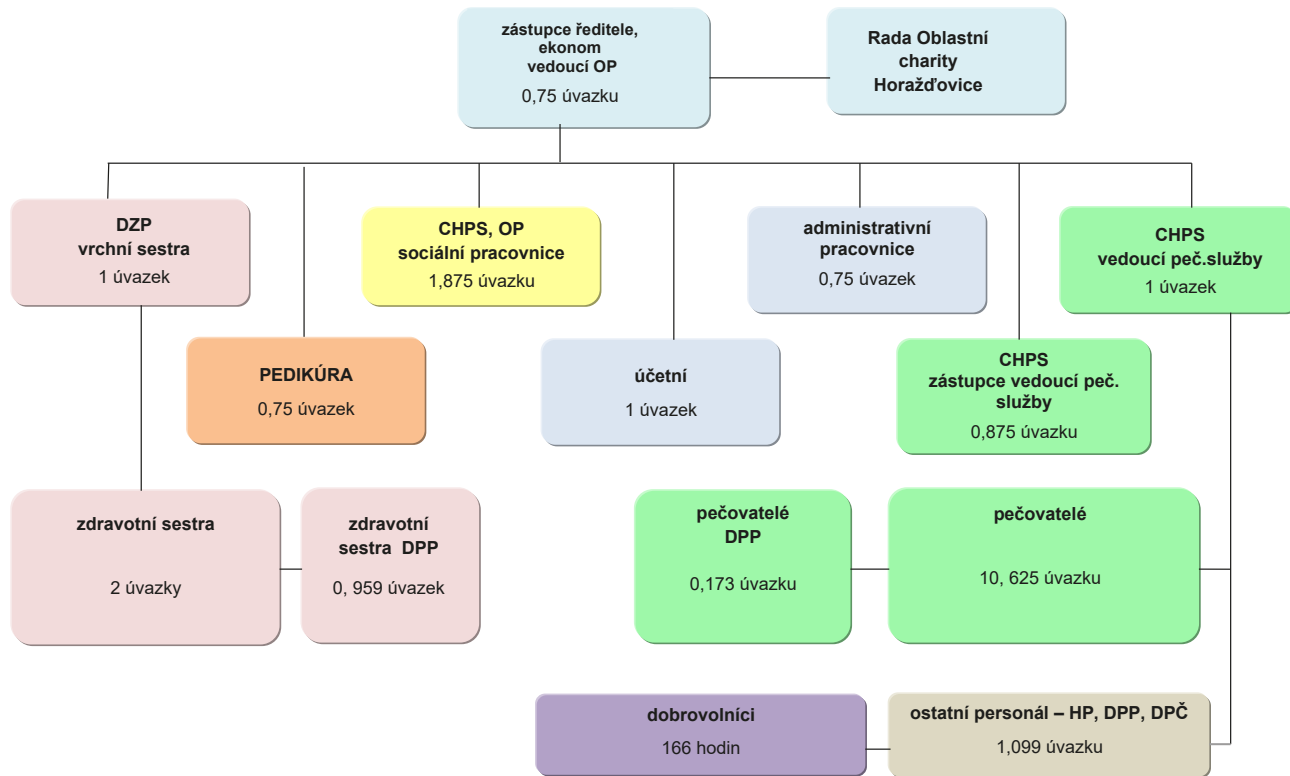 zástupce ředitele,
ekonom
vedoucí OP
0,75 úvazku
Rada Oblastní
charity
Horažďovice
DZP
vrchní sestra
1 úvazek
CHPS, OP
sociální pracovnice
1,875 úvazku
administrativní
pracovnice
0,75 úvazek
CHPS
vedoucí peč.služby
1 úvazek
PEDIKÚRA
0,75 úvazek
účetní
1 úvazek
CHPS
zástupce vedoucí peč.
služby
0,875 úvazku
zdravotní sestra
2 úvazky
zdravotní
sestra DPP
0, 959 úvazek
pečovatelé
DPP
0,173 úvazku
pečovatelé
10, 625 úvazku
dobrovolníci
166 hodin
ostatní personál – HP, DPP, DPČ
1,099 úvazku